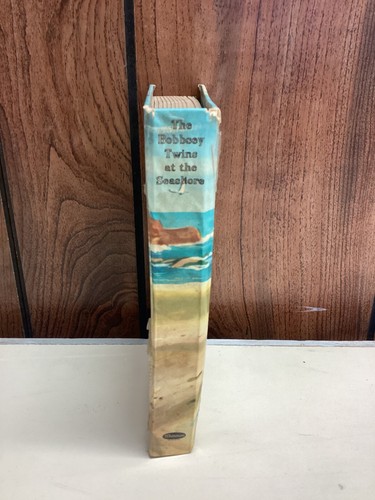 The
Bobbsey
Twins
at the
Seashore